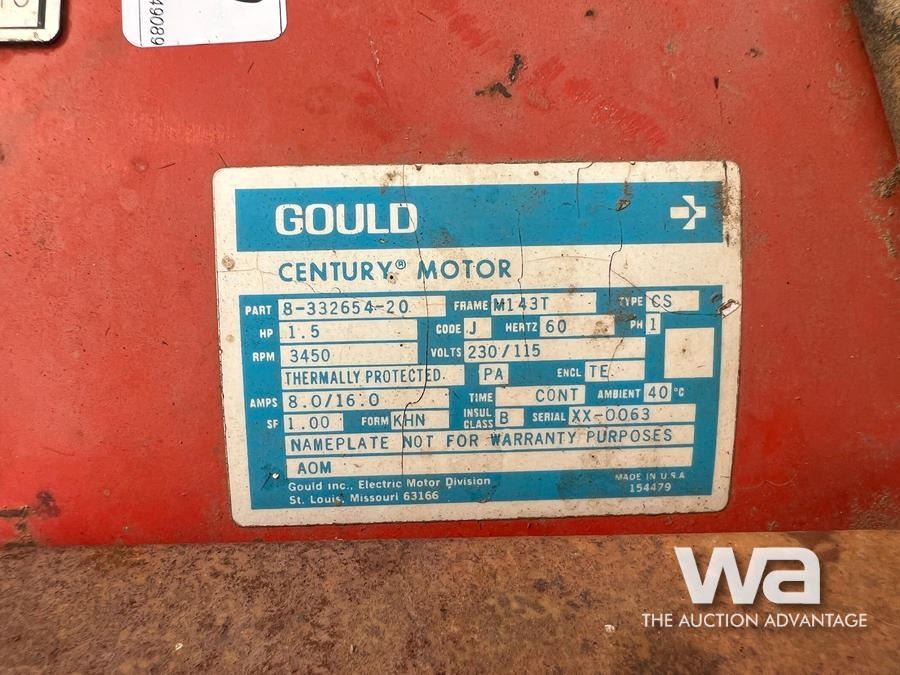 49089
GOULD
CENTURY® MOTOR
PART 8-332654-20 FRAME M143T TYPE CS
HP 1.5 CODE J HERTZ 60 PH 1
RPM 3450 VOLTS 230/115
THERMALLY PROTECTED PA ENCL TE
AMPS 8.0/16.0 TIME CONT AMBIENT 40 °C
SF 1.00 FORM KHN INSUL CLASS B SERIAL XX-0063
NAMEPLATE NOT FOR WARRANTY PURPOSES
AOM
Gould Inc., Electric Motor Division MADE IN U.S.A
St. Louis, Missouri 63166 154479
wa
THE AUCTION ADVANTAGE